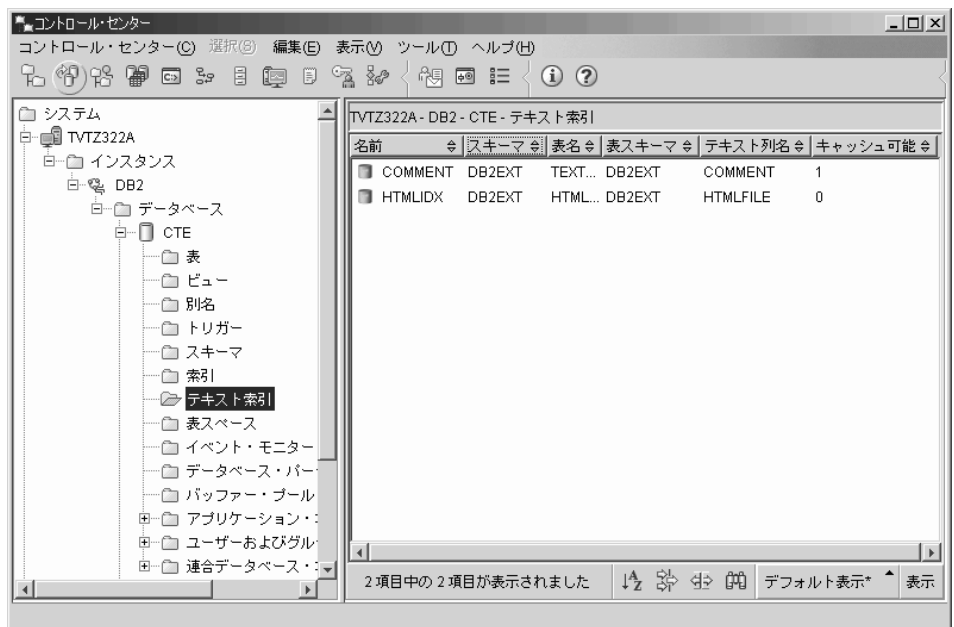 コントロール・センター
コントロール・センター(C) 選択(S) 編集(E) 表示(V) ツール(T) ヘルプ(H)
システム
TVTZ322A
インスタンス
DB2
データベース
CTE
表
ビュー
別名
トリガー
スキーマ
索引
テキスト索引
表スペース
イベント・モニター
データベース・パー
バッファー・プール
アプリケーション・
ユーザーおよびグル
連合データベース・
TVTZ322A - DB2 - CTE - テキスト索引
名前 スキーマ 表名 表スキーマ テキスト列名 キャッシュ可能
COMMENT DB2EXT TEXT... DB2EXT COMMENT 1
HTMLIDX DB2EXT HTML... DB2EXT HTMLFILE 0
2 項目中の 2 項目が表示されました デフォルト表示* 表示